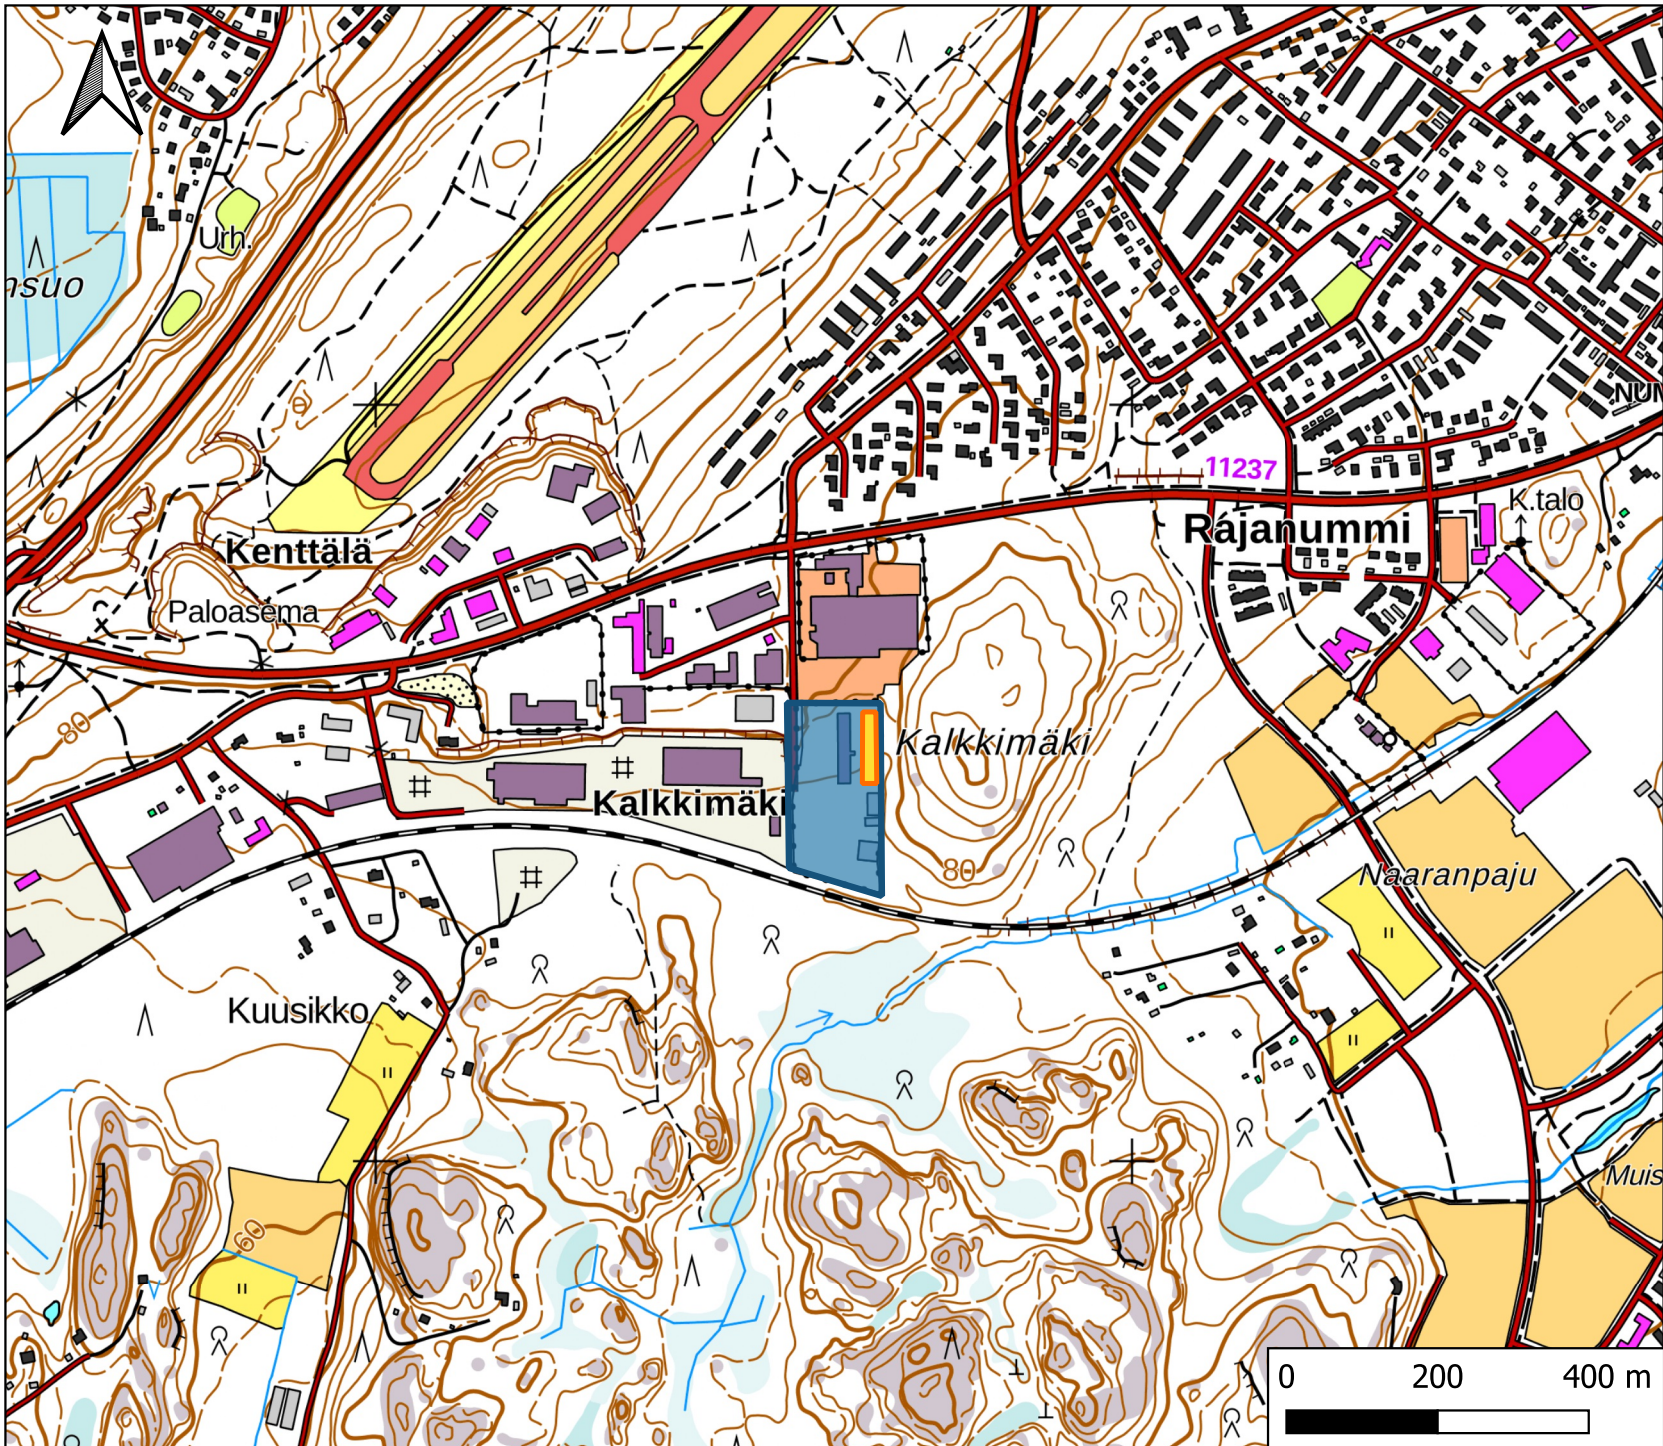 Urh.
nsuo
NUM
11237
K.talo
Rajanummi
Kenttälä
Paloasema
80
Kalkkimäki
Kalkkimäki
80
Naaranpaju
Kuusikko
Muis
60
0 200 400 m